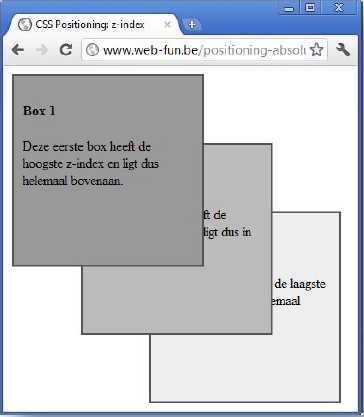 CSS Positioning: z-index
www.web-fun.be/positioning-absolu
Box 1
Deze eerste box heeft de
hoogste z-index en ligt dus
helemaal bovenaan.
ft de
ligt dus in
de laagste
emaal